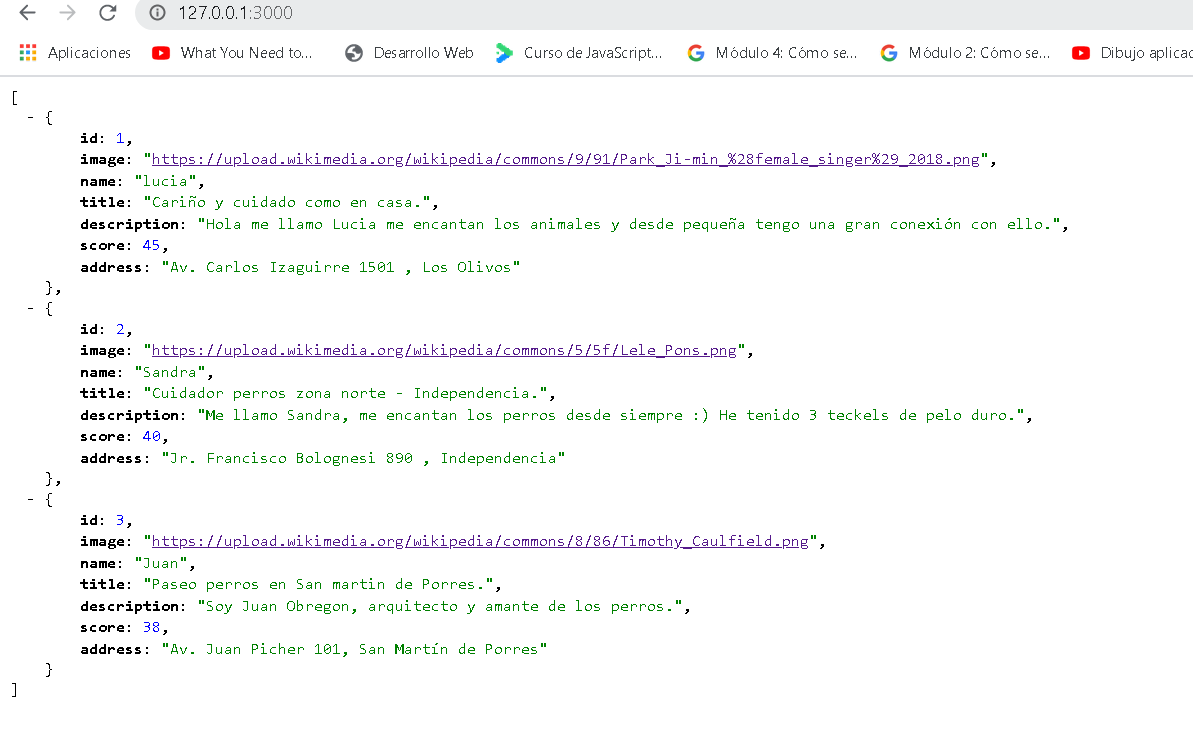 127.0.0.1:3000
Aplicaciones What You Need to... Desarrollo Web Curso de JavaScript... Módulo 4: Cómo se... Módulo 2: Cómo se... Dibujo aplicac
[
- {
id: 1,
image: "https://upload.wikimedia.org/wikipedia/commons/9/91/Park_Ji-min_%28female_singer%29_2018.png",
name: "lucia",
title: "Cariño y cuidado como en casa.",
description: "Hola me llamo Lucia me encantan los animales y desde pequeña tengo una gran conexión con ello.",
score: 45,
address: "Av. Carlos Izaguirre 1501 , Los Olivos"
},
- {
id: 2,
image: "https://upload.wikimedia.org/wikipedia/commons/5/5f/Lele_Pons.png",
name: "Sandra",
title: "Cuidador perros zona norte - Independencia.",
description: "Me llamo Sandra, me encantan los perros desde siempre :) He tenido 3 teckels de pelo duro.",
score: 40,
address: "Jr. Francisco Bolognesi 890 , Independencia"
},
- {
id: 3,
image: "https://upload.wikimedia.org/wikipedia/commons/8/86/Timothy_Caulfield.png",
name: "Juan",
title: "Paseo perros en San martin de Porres.",
description: "Soy Juan Obregon, arquitecto y amante de los perros.",
score: 38,
address: "Av. Juan Picher 101, San Martín de Porres"
}
]